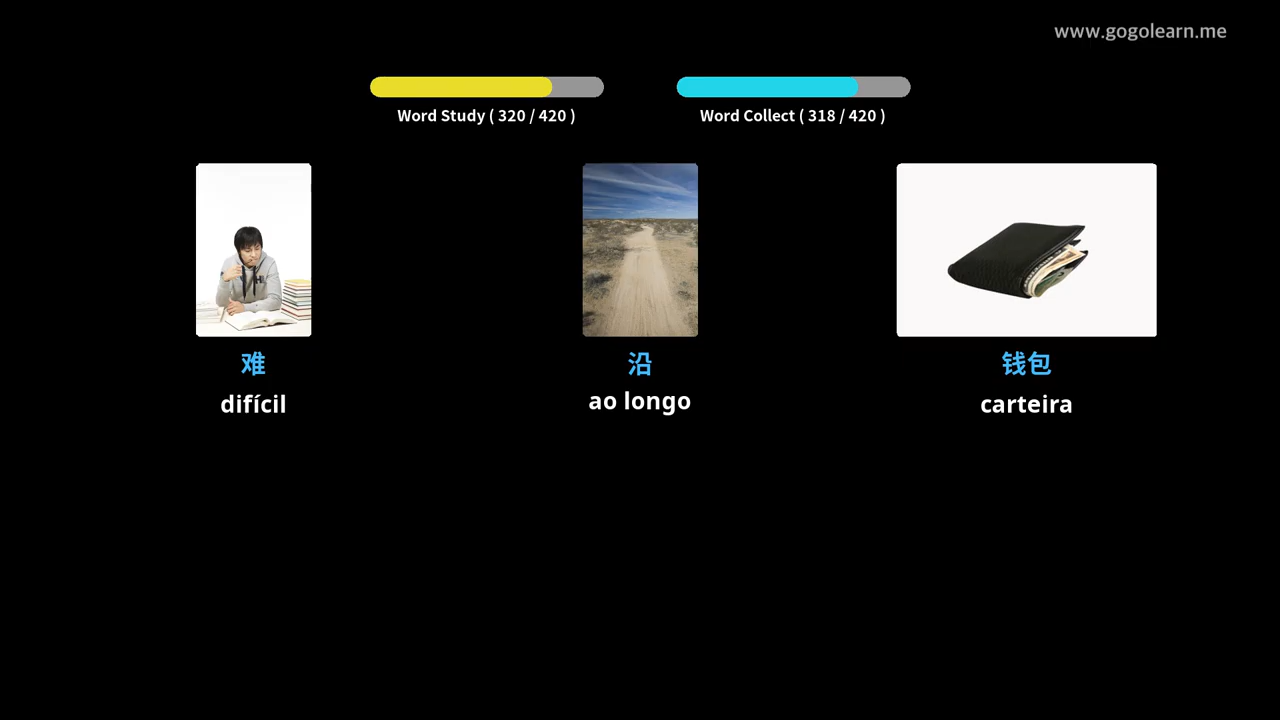 www.gogolearn.me
Word Study ( 320 / 420 )
Word Collect ( 318 / 420 )
难
沿
钱包
difícil
ao longo
carteira